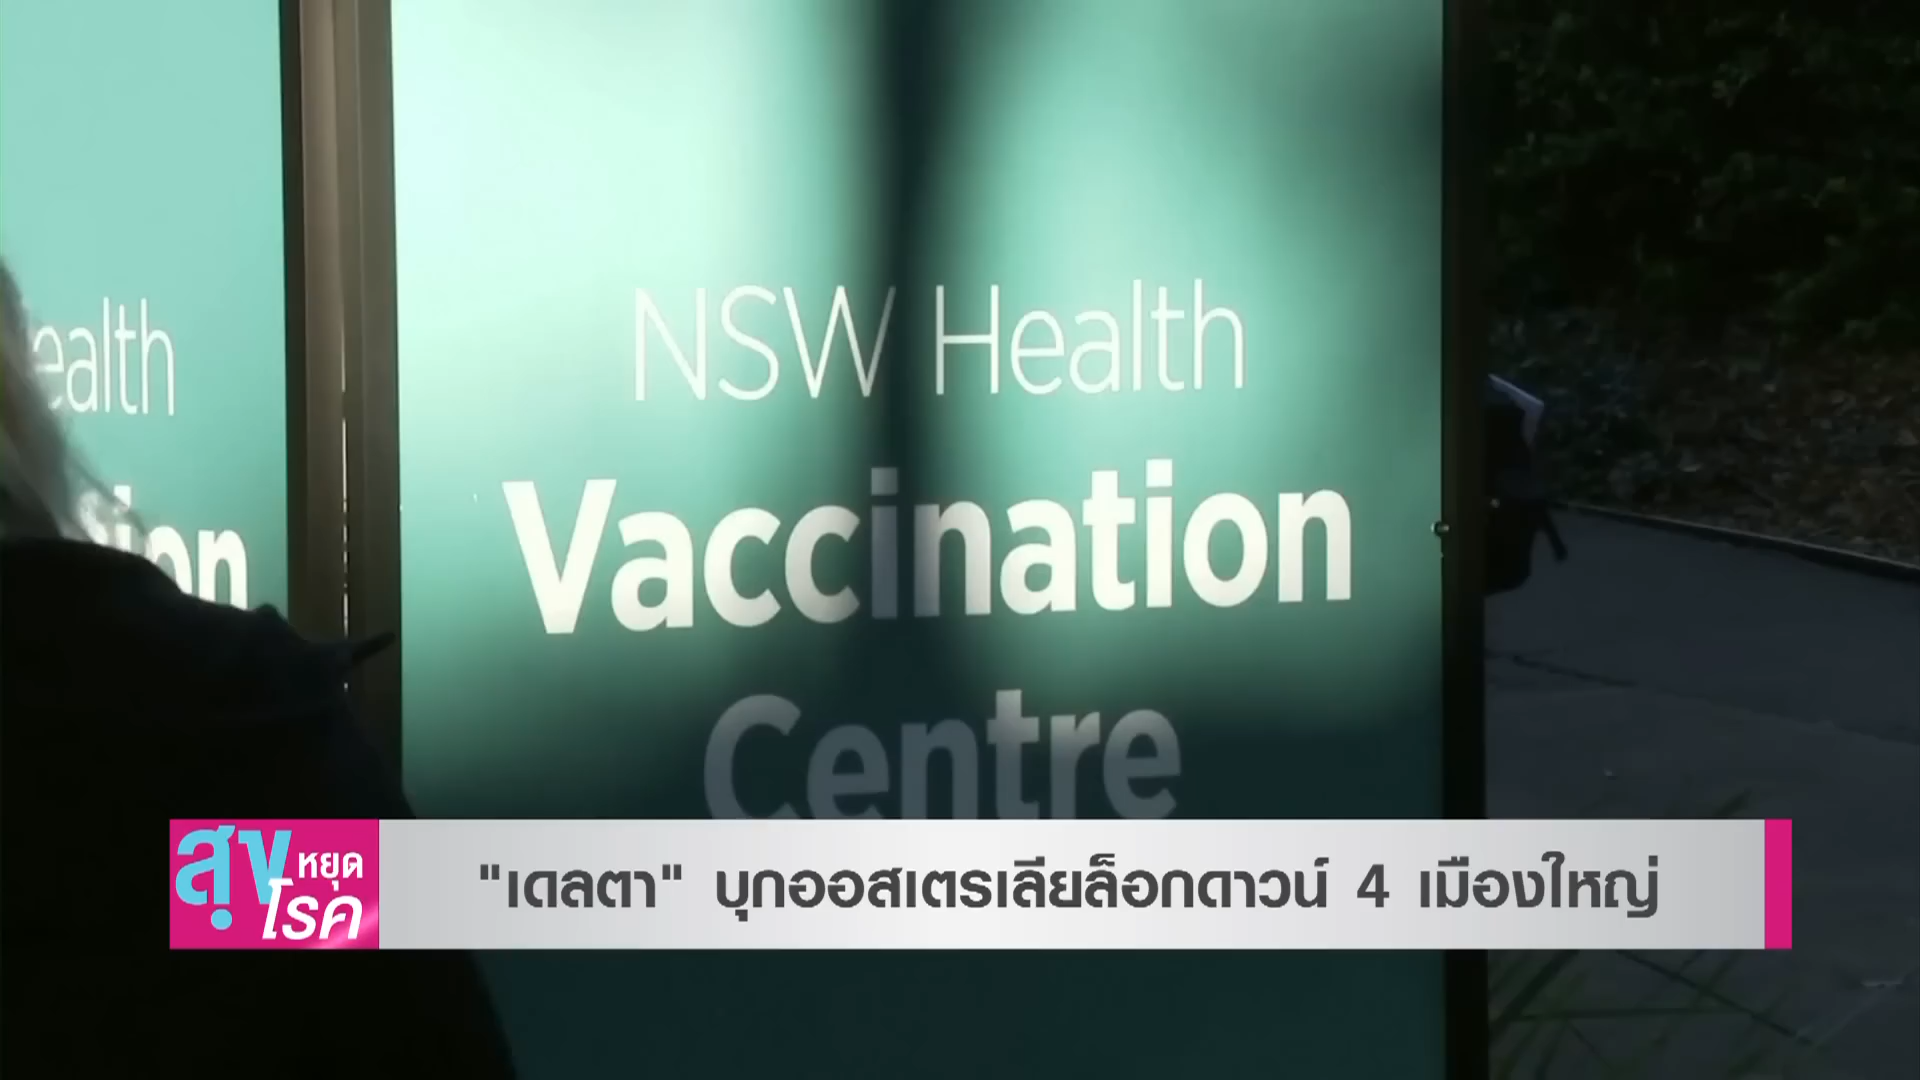 ealth
tion
NSW Health
Vaccination
Centre
สุข หยุด
โรค
"เดลตา" บุกออสเตรเลียล็อกดาวน์ 4 เมืองใหญ่